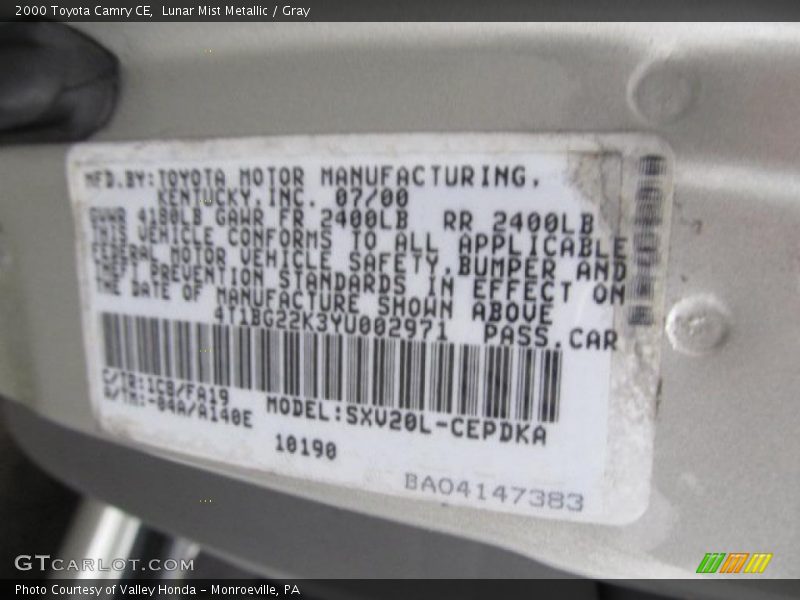 2000 Toyota Camry CE, Lunar Mist Metallic / Gray
MFD.BY:TOYOTA MOTOR MANUFACTURING,
KENTUCKY,INC. 07/00
GVWR 4180LB GAWR FR 2400LB RR 2400LB
THIS VEHICLE CONFORMS TO ALL APPLICABLE
FEDERAL MOTOR VEHICLE SAFETY,BUMPER AND
THEFT PREVENTION STANDARDS IN EFFECT ON
THE DATE OF MANUFACTURE SHOWN ABOVE
4T1BG22K3YU002971 PASS.CAR
C/TR:1CB/FA19
A/TM:-04A/A140E
MODEL:SXV20L-CEPDKA
10190
BA04147383
GTCARLOT.COM
Photo Courtesy of Valley Honda - Monroeville, PA